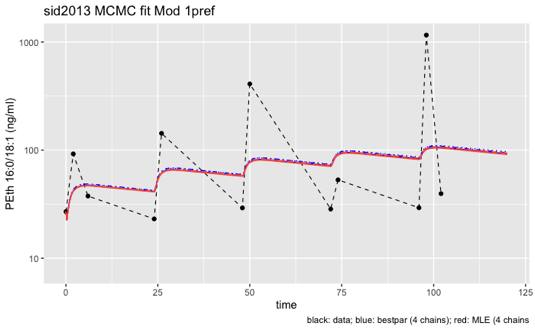 sid2013 MCMC fit Mod 1pref
PEth 16:0/18:1 (ng/ml)
1000
100
10
0
25
50
75
100
125
time
black: data; blue: bestpar (4 chains); red: MLE (4 chains